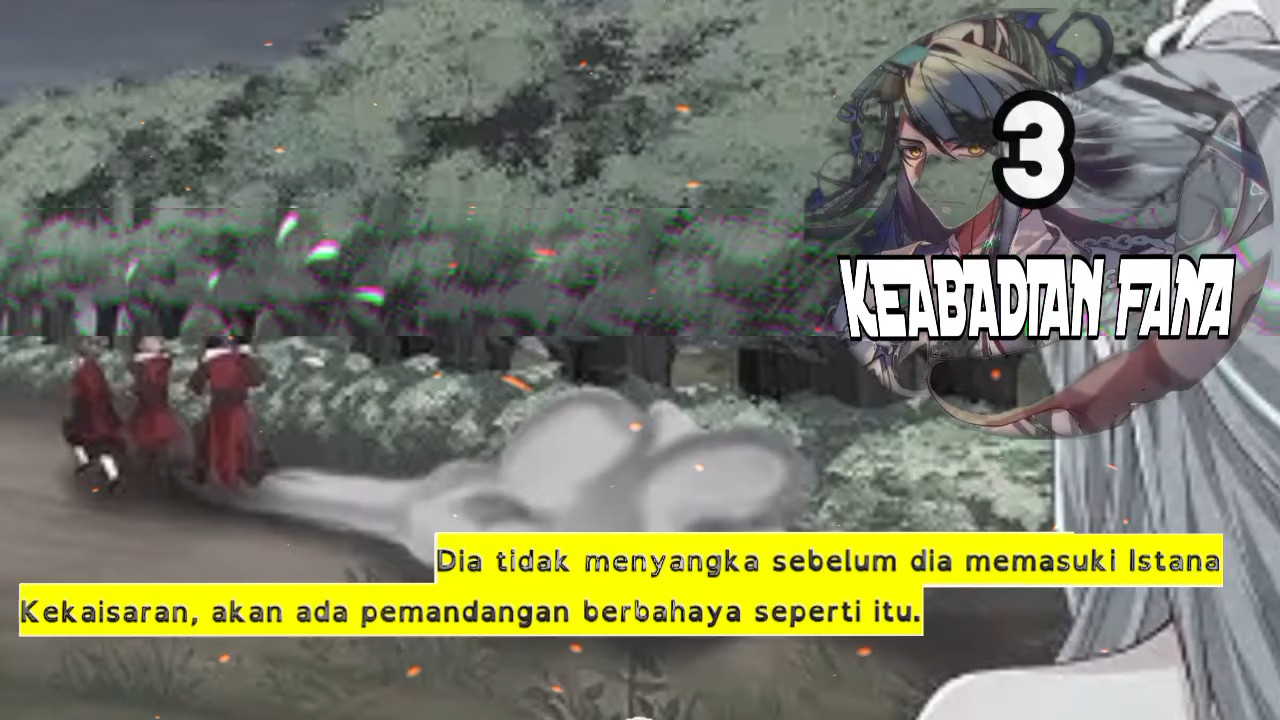 3
KEABADIAN FANA
Dia tidak menyangka sebelum dia memasuki Istana
Kekaisaran, akan ada pemandangan berbahaya seperti itu.